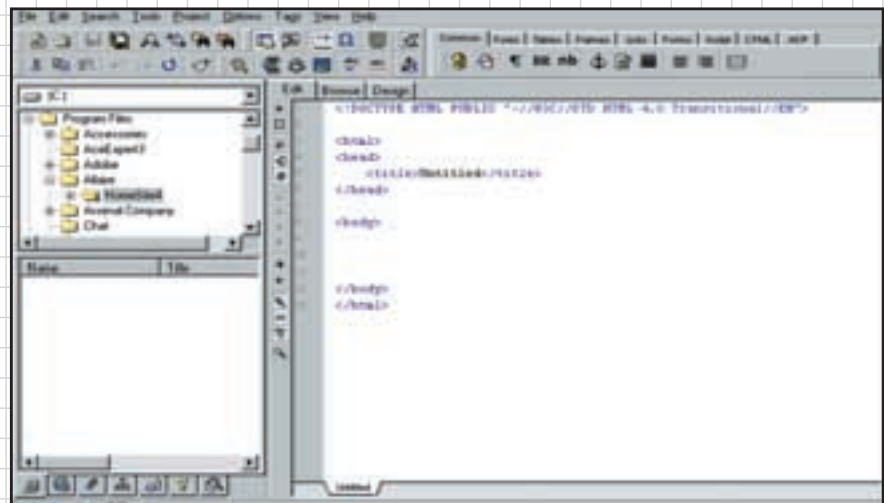 File Edit Search Tools Project Options Tags View Help
Common Fonts Tables Frames Lists Forms Script CFML ASP
(C:)
Edit Browse Design
Program Files
Accessories
AceExpert3
Adobe
Allaire
HomeSite4
Arsenal Company
Chat
Name Title
<!DOCTYPE HTML PUBLIC "-//W3C//DTD HTML 4.0 Transitional//EN">
<html>
<head>
<title>Untitled</title>
</head>
<body>
</body>
</html>
Untitled